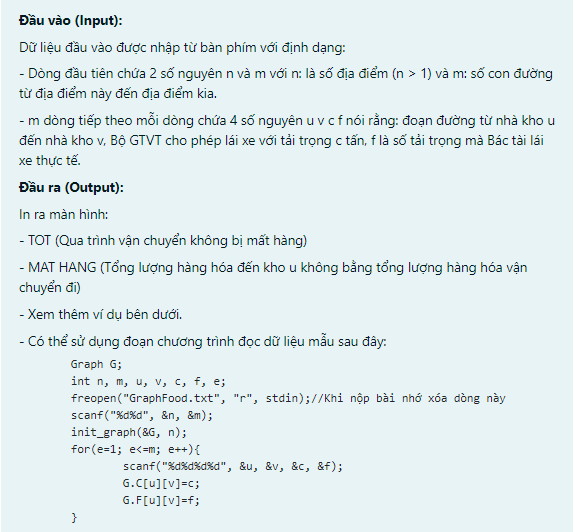 Đầu vào (Input):
Dữ liệu đầu vào được nhập từ bàn phím với định dạng:
- Dòng đầu tiên chứa 2 số nguyên n và m với n: là số địa điểm (n > 1) và m: số con đường
từ địa điểm này đến địa điểm kia.
- m dòng tiếp theo mỗi dòng chứa 4 số nguyên u v c f nói rằng: đoạn đường từ nhà kho u
đến nhà kho v, Bộ GTVT cho phép lái xe với tải trọng c tấn, f là số tải trọng mà Bác tài lái
xe thực tế.
Đầu ra (Output):
In ra màn hình:
- TOT (Qua trình vận chuyển không bị mất hàng)
- MAT HANG (Tổng lượng hàng hóa đến kho u không bằng tổng lượng hàng hóa vận
chuyển đi)
- Xem thêm ví dụ bên dưới.
- Có thể sử dụng đoạn chương trình đọc dữ liệu mẫu sau đây:
Graph G;
int n, m, u, v, c, f, e;
freopen("GraphFood.txt", "r", stdin);//Khi nộp bài nhớ xóa dòng này
scanf("%d%d", &n, &m);
init_graph(&G, n);
for(e=1; e<=m; e++){
scanf("%d%d%d%d", &u, &v, &c, &f);
G.C[u][v]=c;
G.F[u][v]=f;
}